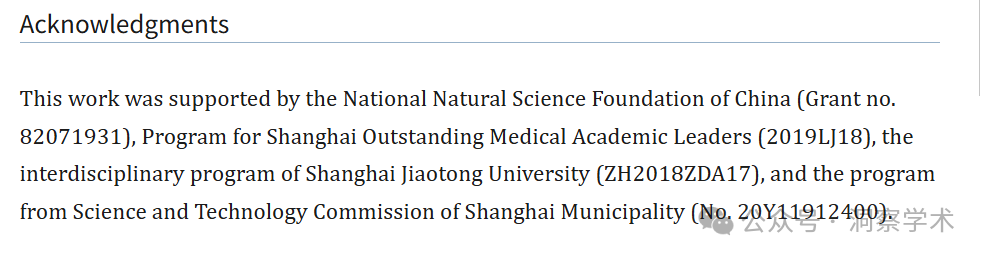 Acknowledgments
This work was supported by the National Natural Science Foundation of China (Grant no.
82071931), Program for Shanghai Outstanding Medical Academic Leaders (2019LJ18), the
interdisciplinary program of Shanghai Jiaotong University (ZH2018ZDA17), and the program
from Science and Technology Commission of Shanghai Municipality (No. 20Y11912400).
公众号 · 洞察学术